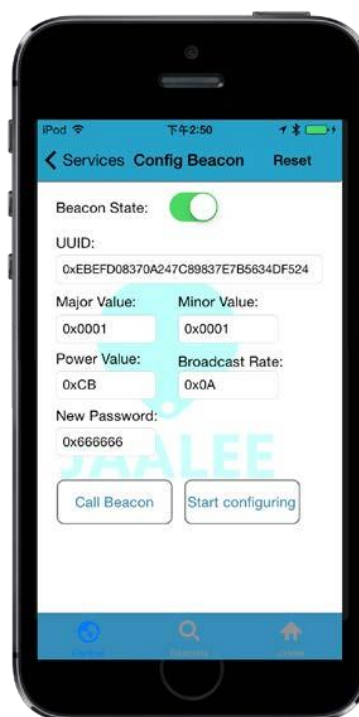 iPod 下午2:50
Services Config Beacon Reset
Beacon State:
UUID:
0xEBEFD08370A247C89837E7B5634DF524
Major Value: Minor Value:
0x0001 0x0001
Power Value: Broadcast Rate:
0xCB 0x0A
New Password:
0x666666
JAALEE
Call Beacon Start configuring
Control